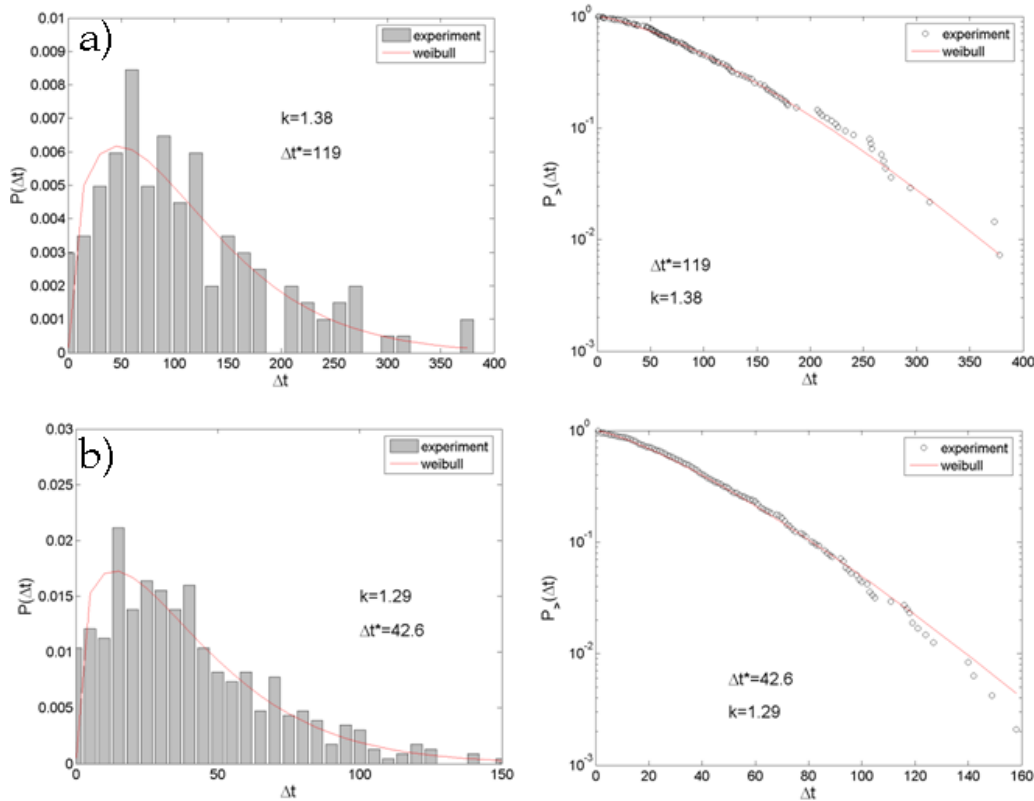 a)
experiment
weibull
k=1.38
Δt*=119
P(Δt)
0.01
0.009
0.008
0.007
0.006
0.005
0.004
0.003
0.002
0.001
0
0 50 100 150 200 250 300 350 400
Δt
experiment
weibull
P>(Δt)
10^0
10^-1
10^-2
10^-3
Δt*=119
k=1.38
0 50 100 150 200 250 300 350 400
Δt
b)
experiment
weibull
k=1.29
Δt*=42.6
P(Δt)
0.03
0.025
0.02
0.015
0.01
0.005
0
0 50 100 150
Δt
experiment
weibull
P>(Δt)
10^0
10^-1
10^-2
10^-3
Δt*=42.6
k=1.29
0 20 40 60 80 100 120 140 160
Δt